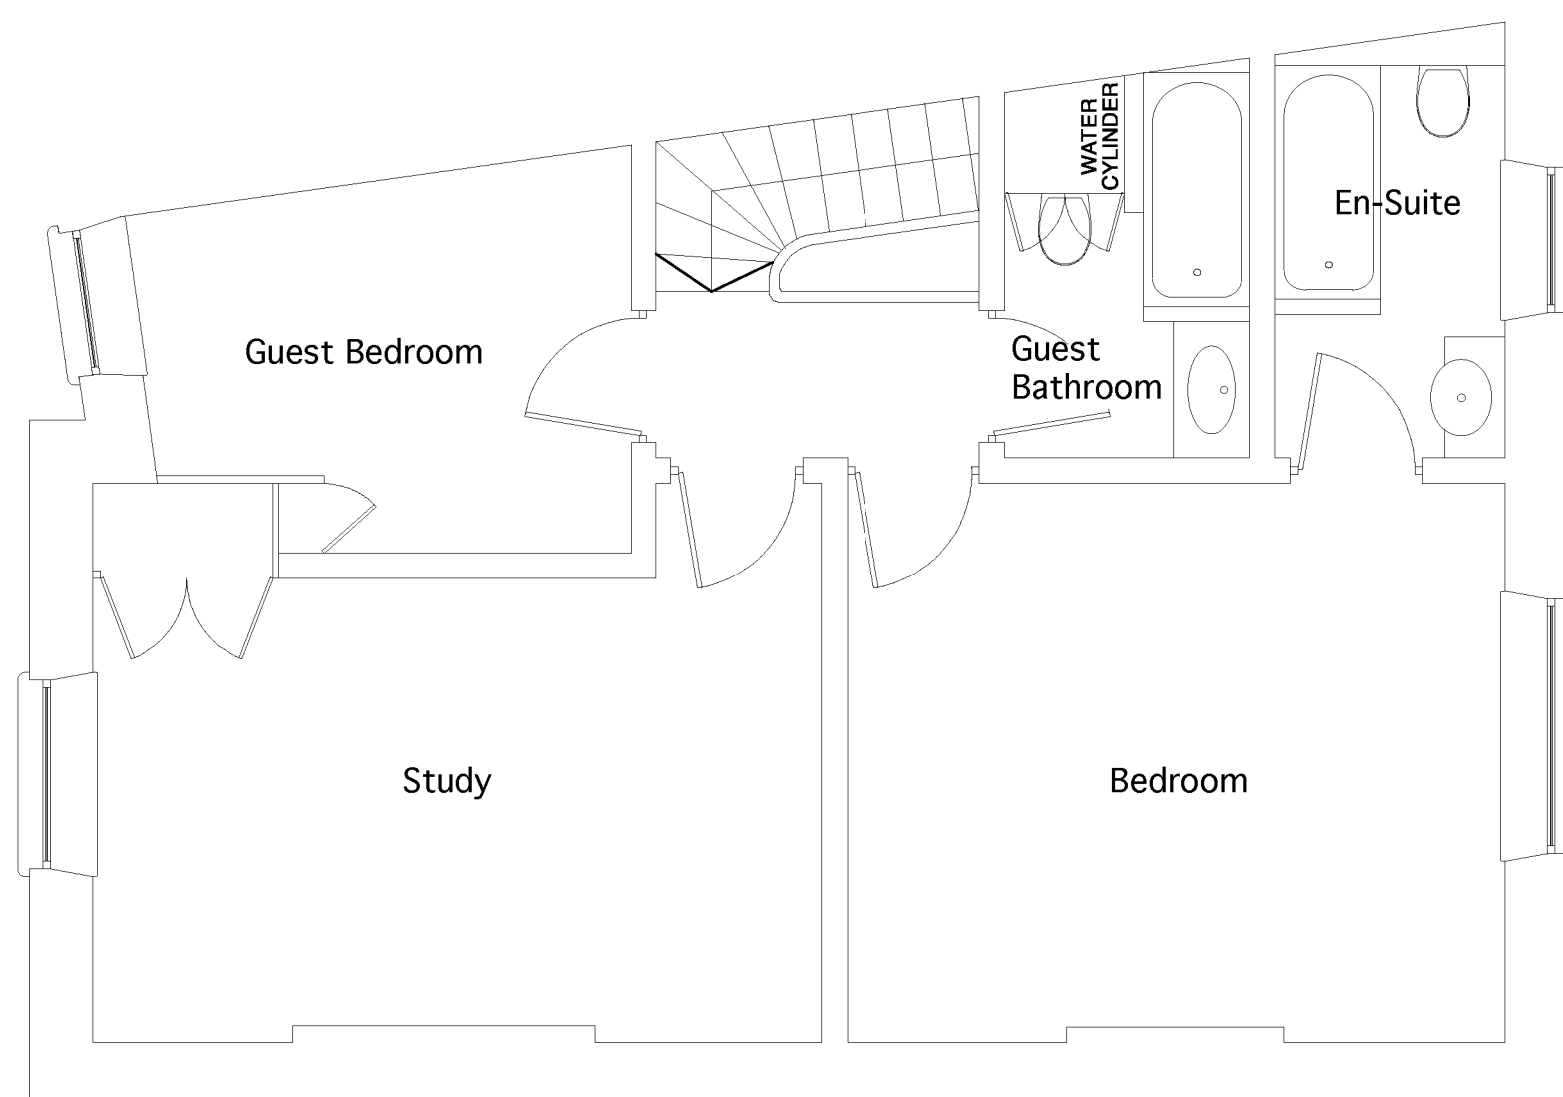 WATER
CYLINDER
En-Suite
Guest Bedroom
Guest
Bathroom
Study
Bedroom